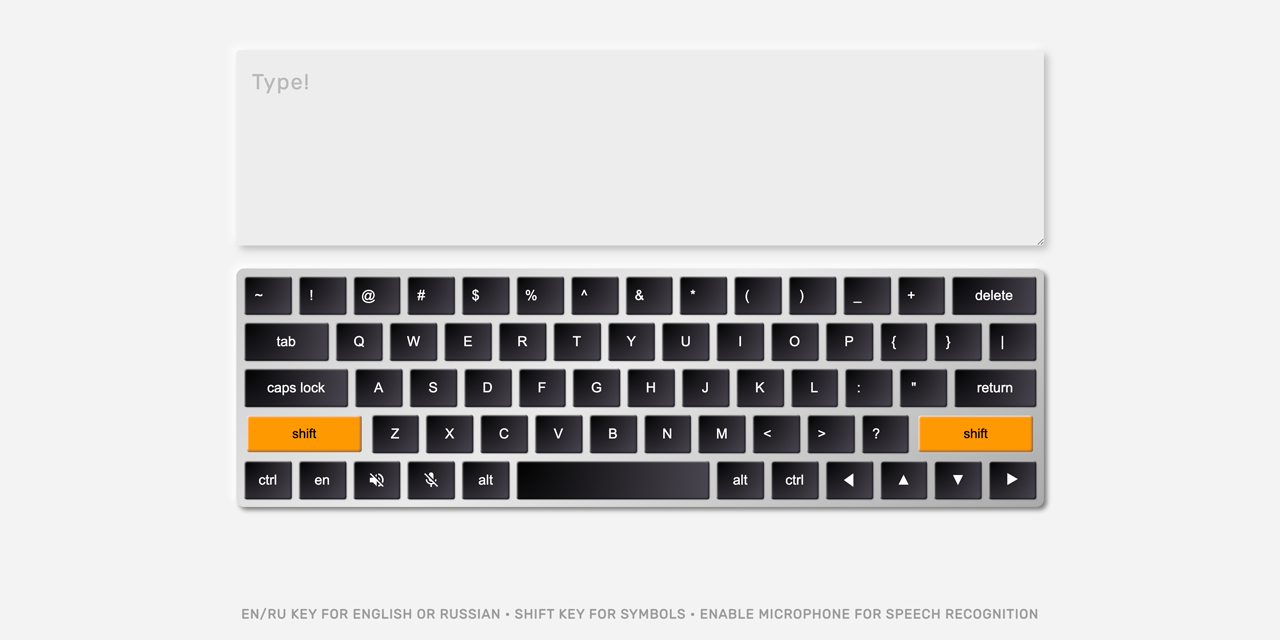 Type!
~ ! @ # $ % ^ & * ( ) _ + delete
tab Q W E R T Y U I O P { } |
caps lock A S D F G H J K L : " return
shift Z X C V B N M < > ? shift
ctrl en alt alt ctrl ◀ ▲ ▼ ▶
EN/RU KEY FOR ENGLISH OR RUSSIAN • SHIFT KEY FOR SYMBOLS • ENABLE MICROPHONE FOR SPEECH RECOGNITION